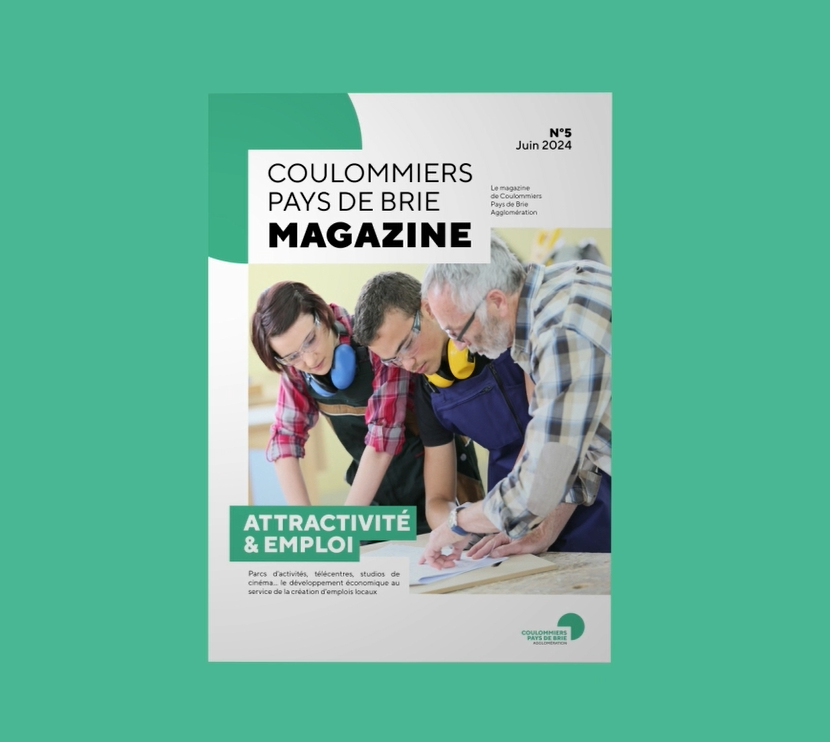 N°5
Juin 2024
COULOMMIERS
PAYS DE BRIE
MAGAZINE
Le magazine
de Coulommiers
Pays de Brie
Agglomération
ATTRACTIVITÉ
& EMPLOI
Parcs d'activités, télécentres, studios de
cinéma... le développement économique au
service de la création d'emplois locaux
COULOMMIERS
PAYS DE BRIE
AGGLOMÉRATION